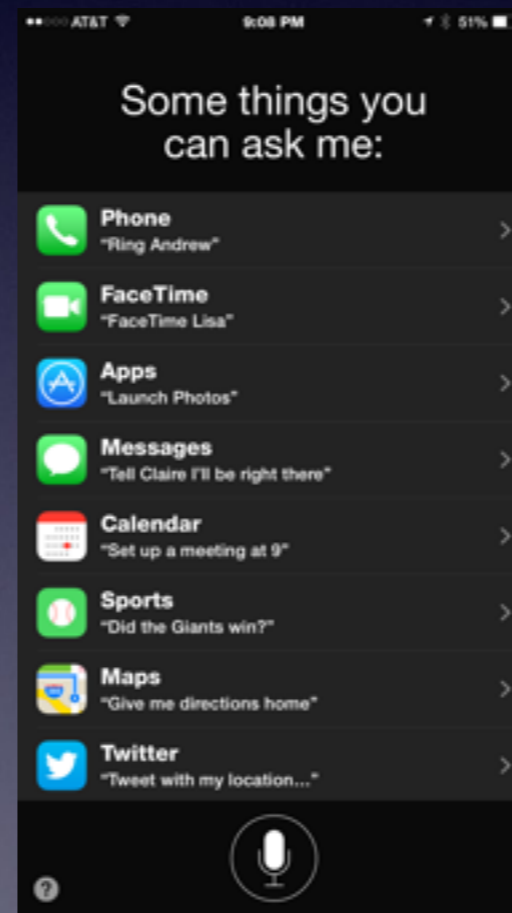 AT&T 9:08 PM 51%
Some things you
can ask me:
Phone
“Ring Andrew”
FaceTime
“FaceTime Lisa”
Apps
“Launch Photos”
Messages
“Tell Claire I'll be right there”
Calendar
“Set up a meeting at 9”
Sports
“Did the Giants win?”
Maps
“Give me directions home”
Twitter
“Tweet with my location...”
?